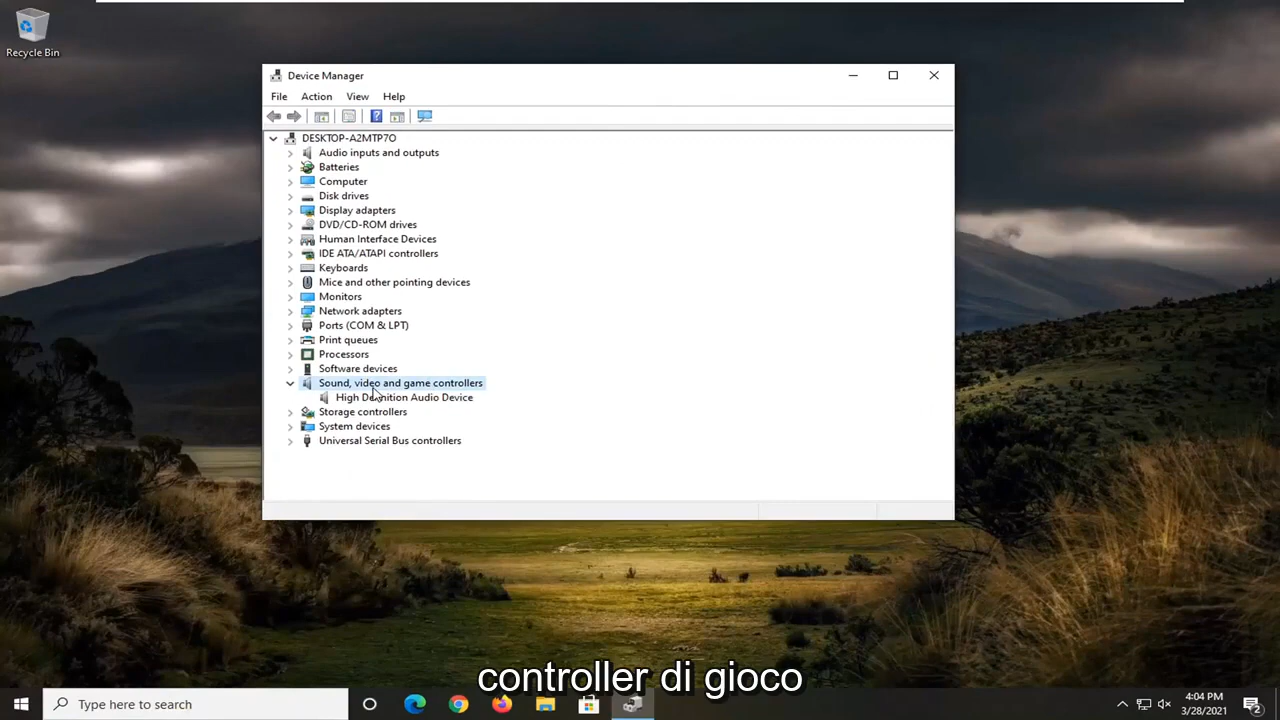 Recycle Bin
Device Manager
File Action View Help
DESKTOP-A2MTP7O
Audio inputs and outputs
Batteries
Computer
Disk drives
Display adapters
DVD/CD-ROM drives
Human Interface Devices
IDE ATA/ATAPI controllers
Keyboards
Mice and other pointing devices
Monitors
Network adapters
Ports (COM & LPT)
Print queues
Processors
Software devices
Sound, video and game controllers
High Definition Audio Device
Storage controllers
System devices
Universal Serial Bus controllers
controller di gioco
Type here to search
4:04 PM
3/28/2021
2